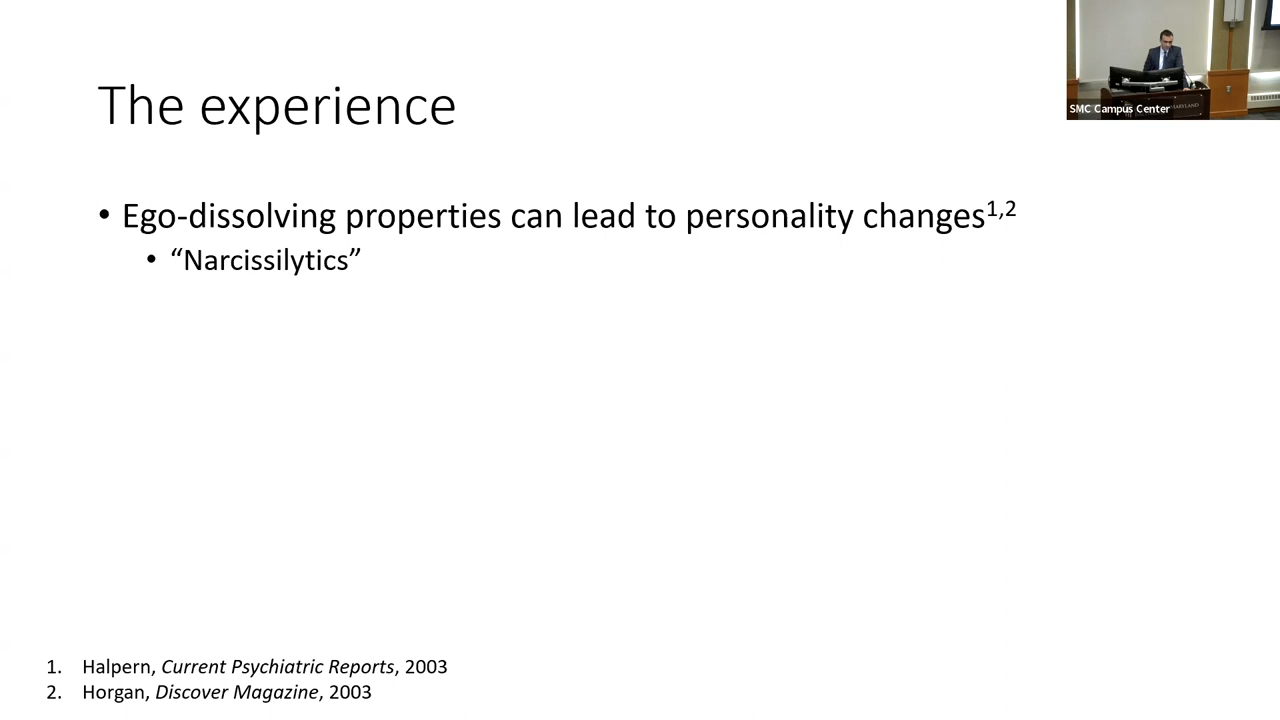 The experience
• Ego-dissolving properties can lead to personality changes1,2
• “Narcissilytics”
SMC Campus Center
MARYLAND
1. Halpern, Current Psychiatric Reports, 2003
2. Horgan, Discover Magazine, 2003